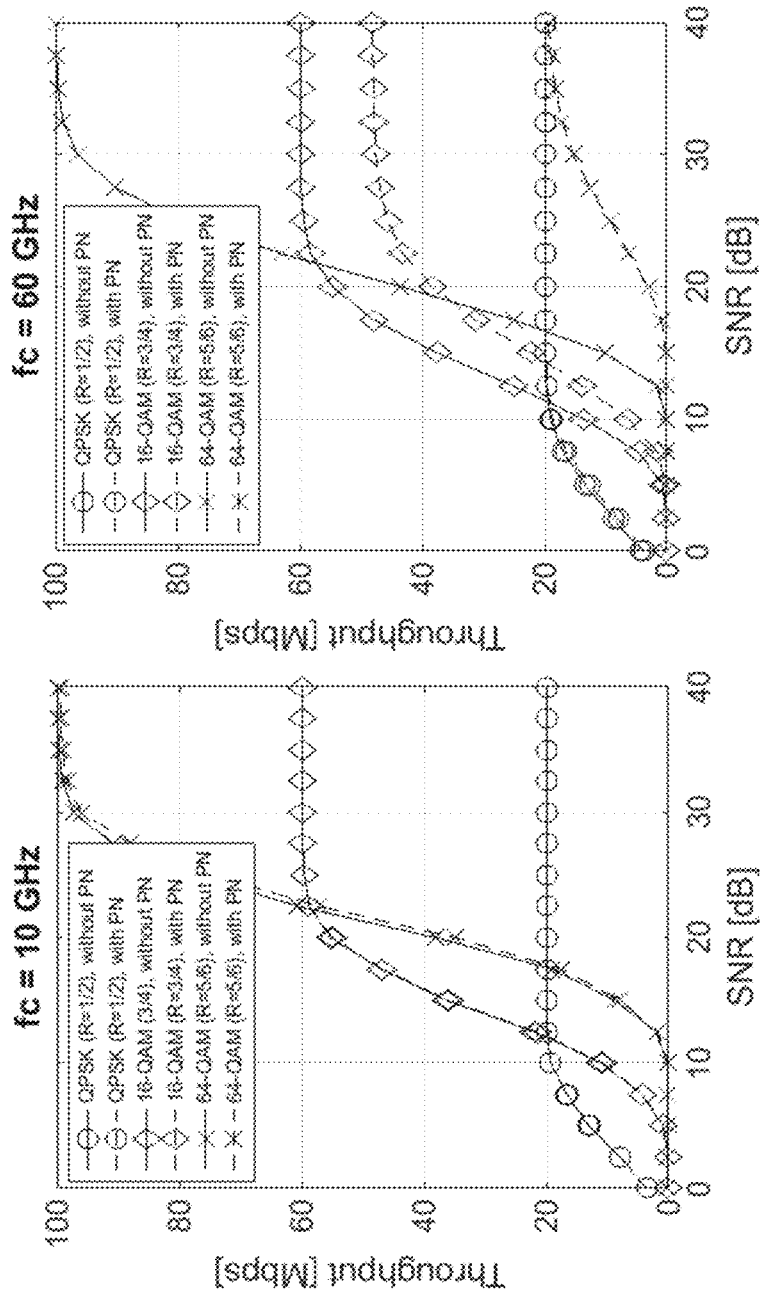 fc = 10 GHz
100
80
60
40
20
0
Throughput [Mbps]
QPSK (R=1/2), without PN
QPSK (R=1/2), with PN
16-QAM (3/4), without PN
16-QAM (R=3/4), with PN
64-QAM (R=5/6), without PN
64-QAM (R=5/6), with PN
0
10
20
30
40
SNR [dB]
fc = 60 GHz
100
80
60
40
20
0
Throughput [Mbps]
QPSK (R=1/2), without PN
QPSK (R=1/2), with PN
16-QAM (R=3/4), without PN
16-QAM (R=3/4), with PN
64-QAM (R=5/6), without PN
64-QAM (R=5/6), with PN
0
10
20
30
40
SNR [dB]